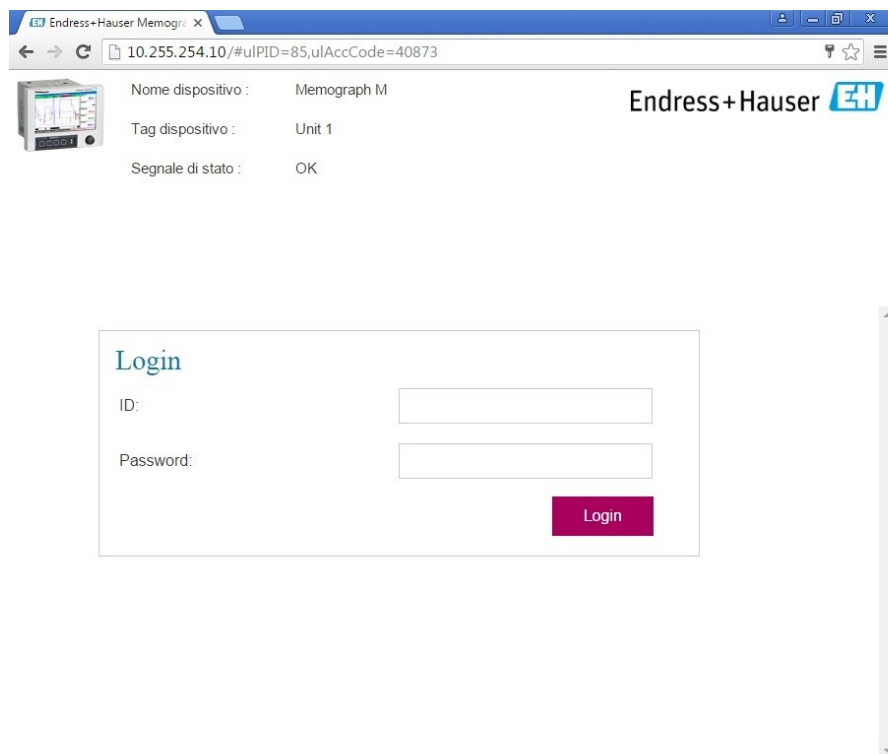 Endress+Hauser Memogra
10.255.254.10/#ulPID=85,ulAccCode=40873
Nome dispositivo : Memograph M
Endress+Hauser EH
Tag dispositivo : Unit 1
Segnale di stato : OK
Login
ID:
Password:
Login